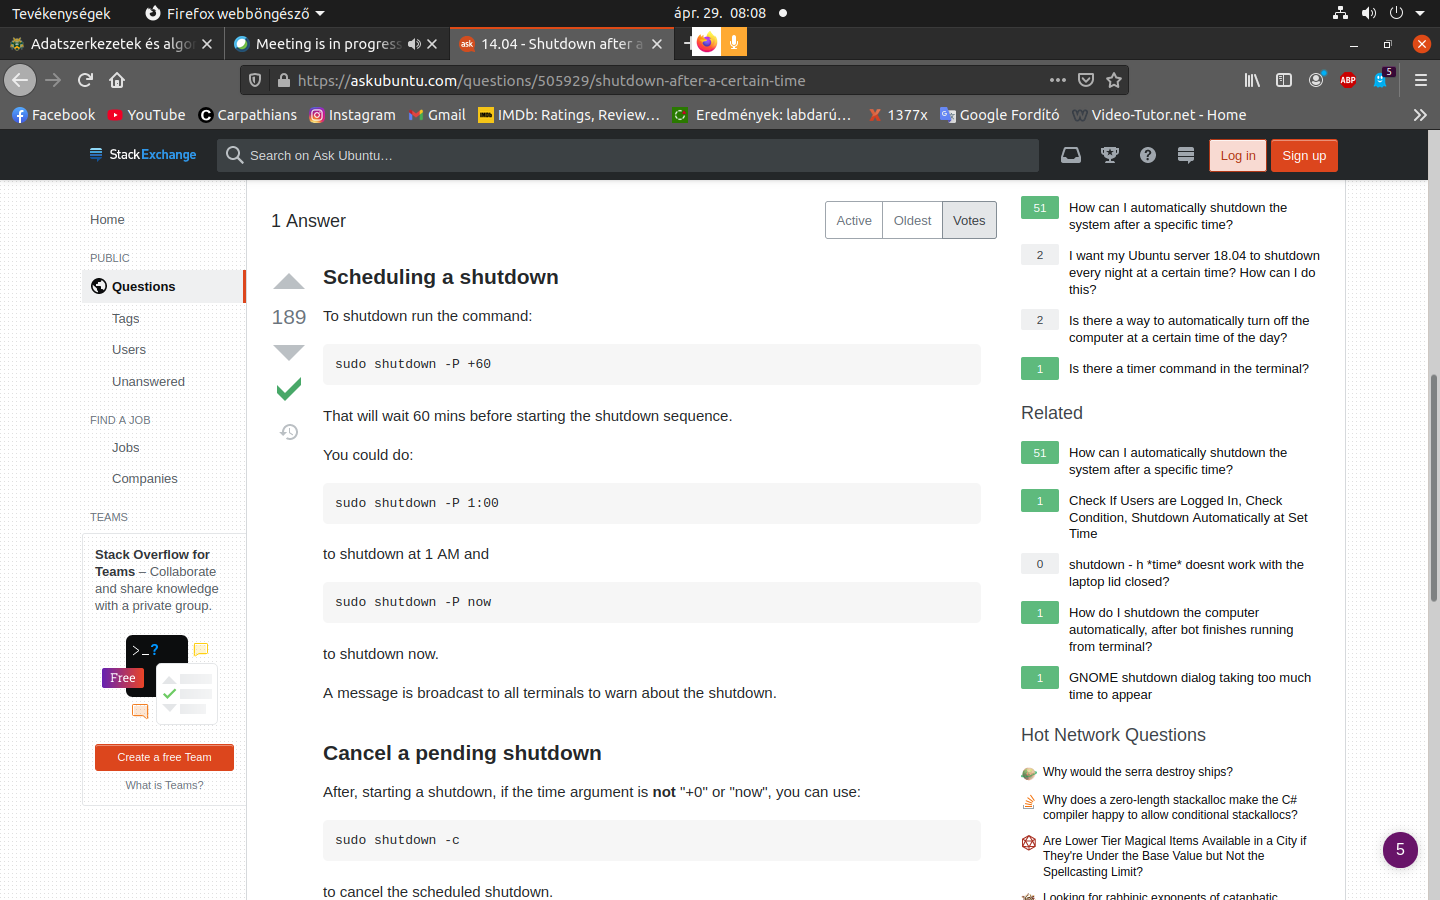 Tevékenységek
Firefox webböngésző
ápr. 29. 08:08
Adatszerkezetek és algo
Meeting is in progress
ask
14.04 - Shutdown after a
https://askubuntu.com/questions/505929/shutdown-after-a-certain-time
ABP
5
Facebook
YouTube
Carpathians
Instagram
Gmail
IMDb
IMDb: Ratings, Review…
Eredmények: labdarú…
1377x
Google Fordító
Video-Tutor.net - Home
StackExchange
Search on Ask Ubuntu…
Log in
Sign up
Home
PUBLIC
Questions
Tags
Users
Unanswered
FIND A JOB
Jobs
Companies
TEAMS
Stack Overflow for
Teams – Collaborate
and share knowledge
with a private group.
>_?
Free
Create a free Team
What is Teams?
1 Answer
Active
Oldest
Votes
189
Scheduling a shutdown
To shutdown run the command:
sudo shutdown -P +60
That will wait 60 mins before starting the shutdown sequence.
You could do:
sudo shutdown -P 1:00
to shutdown at 1 AM and
sudo shutdown -P now
to shutdown now.
A message is broadcast to all terminals to warn about the shutdown.
Cancel a pending shutdown
After, starting a shutdown, if the time argument is not "+0" or "now", you can use:
sudo shutdown -c
to cancel the scheduled shutdown.
51
How can I automatically shutdown the
system after a specific time?
2
I want my Ubuntu server 18.04 to shutdown
every night at a certain time? How can I do
this?
2
Is there a way to automatically turn off the
computer at a certain time of the day?
1
Is there a timer command in the terminal?
Related
51
How can I automatically shutdown the
system after a specific time?
1
Check If Users are Logged In, Check
Condition, Shutdown Automatically at Set
Time
0
shutdown - h *time* doesnt work with the
laptop lid closed?
1
How do I shutdown the computer
automatically, after bot finishes running
from terminal?
1
GNOME shutdown dialog taking too much
time to appear
Hot Network Questions
Why would the serra destroy ships?
Why does a zero-length stackalloc make the C#
compiler happy to allow conditional stackallocs?
Are Lower Tier Magical Items Available in a City if
They're Under the Base Value but Not the
Spellcasting Limit?
Looking for rabbinic exponents of cataphatic
5